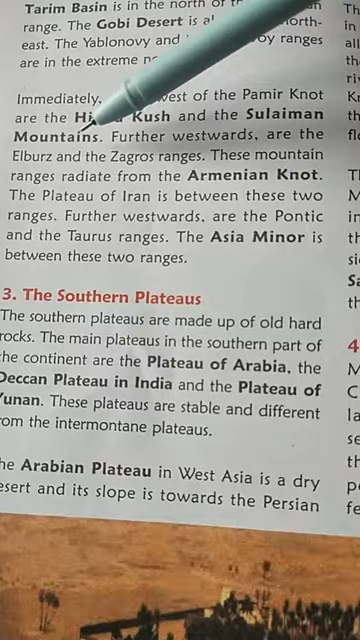 Tarim Basin is in the north of
range. The Gobi Desert is
east. The Yablonovy and ranges
are in the extreme
Immediately, west of the Pamir Knot
are the Kush and the Sulaiman
Mountains. Further westwards, are the
Elburz and the Zagros ranges. These mountain
ranges radiate from the Armenian Knot.
The Plateau of Iran is between these two
ranges. Further westwards, are the Pontic
and the Taurus ranges. The Asia Minor is
between these two ranges.
3. The Southern Plateaus
The southern plateaus are made up of old hard
rocks. The main plateaus in the southern part of
the continent are the Plateau of Arabia, the
Deccan Plateau in India and the Plateau of
Yunan. These plateaus are stable and different
from the intermontane plateaus.
The Arabian Plateau in West Asia is a dry
desert and its slope is towards the Persian
4